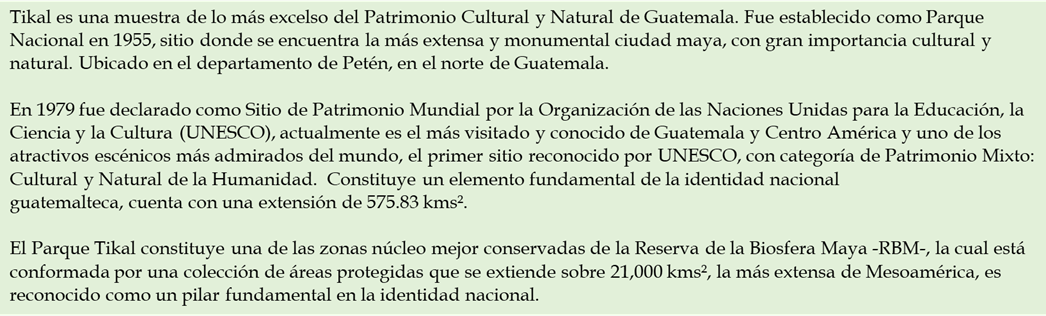 Tikal es una muestra de lo más excelso del Patrimonio Cultural y Natural de Guatemala. Fue establecido como Parque
Nacional en 1955, sitio donde se encuentra la más extensa y monumental ciudad maya, con gran importancia cultural y
natural. Ubicado en el departamento de Petén, en el norte de Guatemala.
En 1979 fue declarado como Sitio de Patrimonio Mundial por la Organización de las Naciones Unidas para la Educación, la
Ciencia y la Cultura (UNESCO), actualmente es el más visitado y conocido de Guatemala y Centro América y uno de los
atractivos escénicos más admirados del mundo, el primer sitio reconocido por UNESCO, con categoría de Patrimonio Mixto:
Cultural y Natural de la Humanidad. Constituye un elemento fundamental de la identidad nacional
guatemalteca, cuenta con una extensión de 575.83 kms².
El Parque Tikal constituye una de las zonas núcleo mejor conservadas de la Reserva de la Biosfera Maya -RBM-, la cual está
conformada por una colección de áreas protegidas que se extiende sobre 21,000 kms², la más extensa de Mesoamérica, es
reconocido como un pilar fundamental en la identidad nacional.